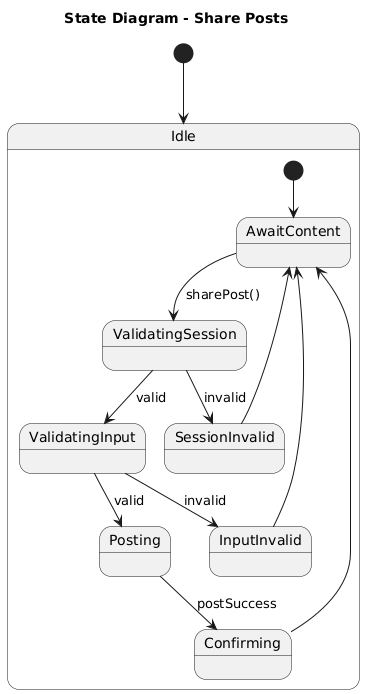 State Diagram - Share Posts
Idle
AwaitContent
sharePost()
ValidatingSession
valid
invalid
ValidatingInput
SessionInvalid
valid
invalid
Posting
InputInvalid
postSuccess
Confirming